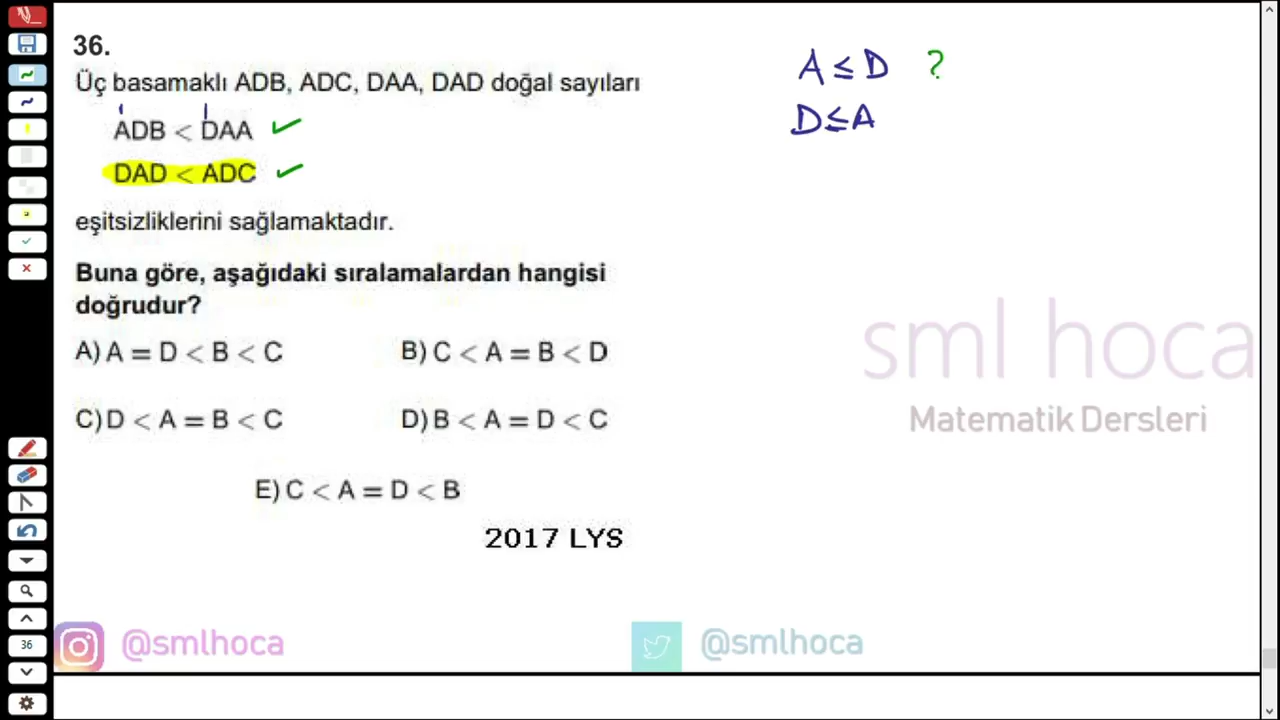 36.
Üç basamaklı ADB, ADC, DAA, DAD doğal sayıları
ADB < DAA
DAD < ADC
eşitsizliklerini sağlamaktadır.
Buna göre, aşağıdaki sıralamalardan hangisi
doğrudur?
A) A = D < B < C
B) C < A = B < D
C) D < A = B < C
D) B < A = D < C
E) C < A = D < B
2017 LYS
A ≤ D ?
D ≤ A
sml hoca
Matematik Dersleri
@smlhoca
@smlhoca
36